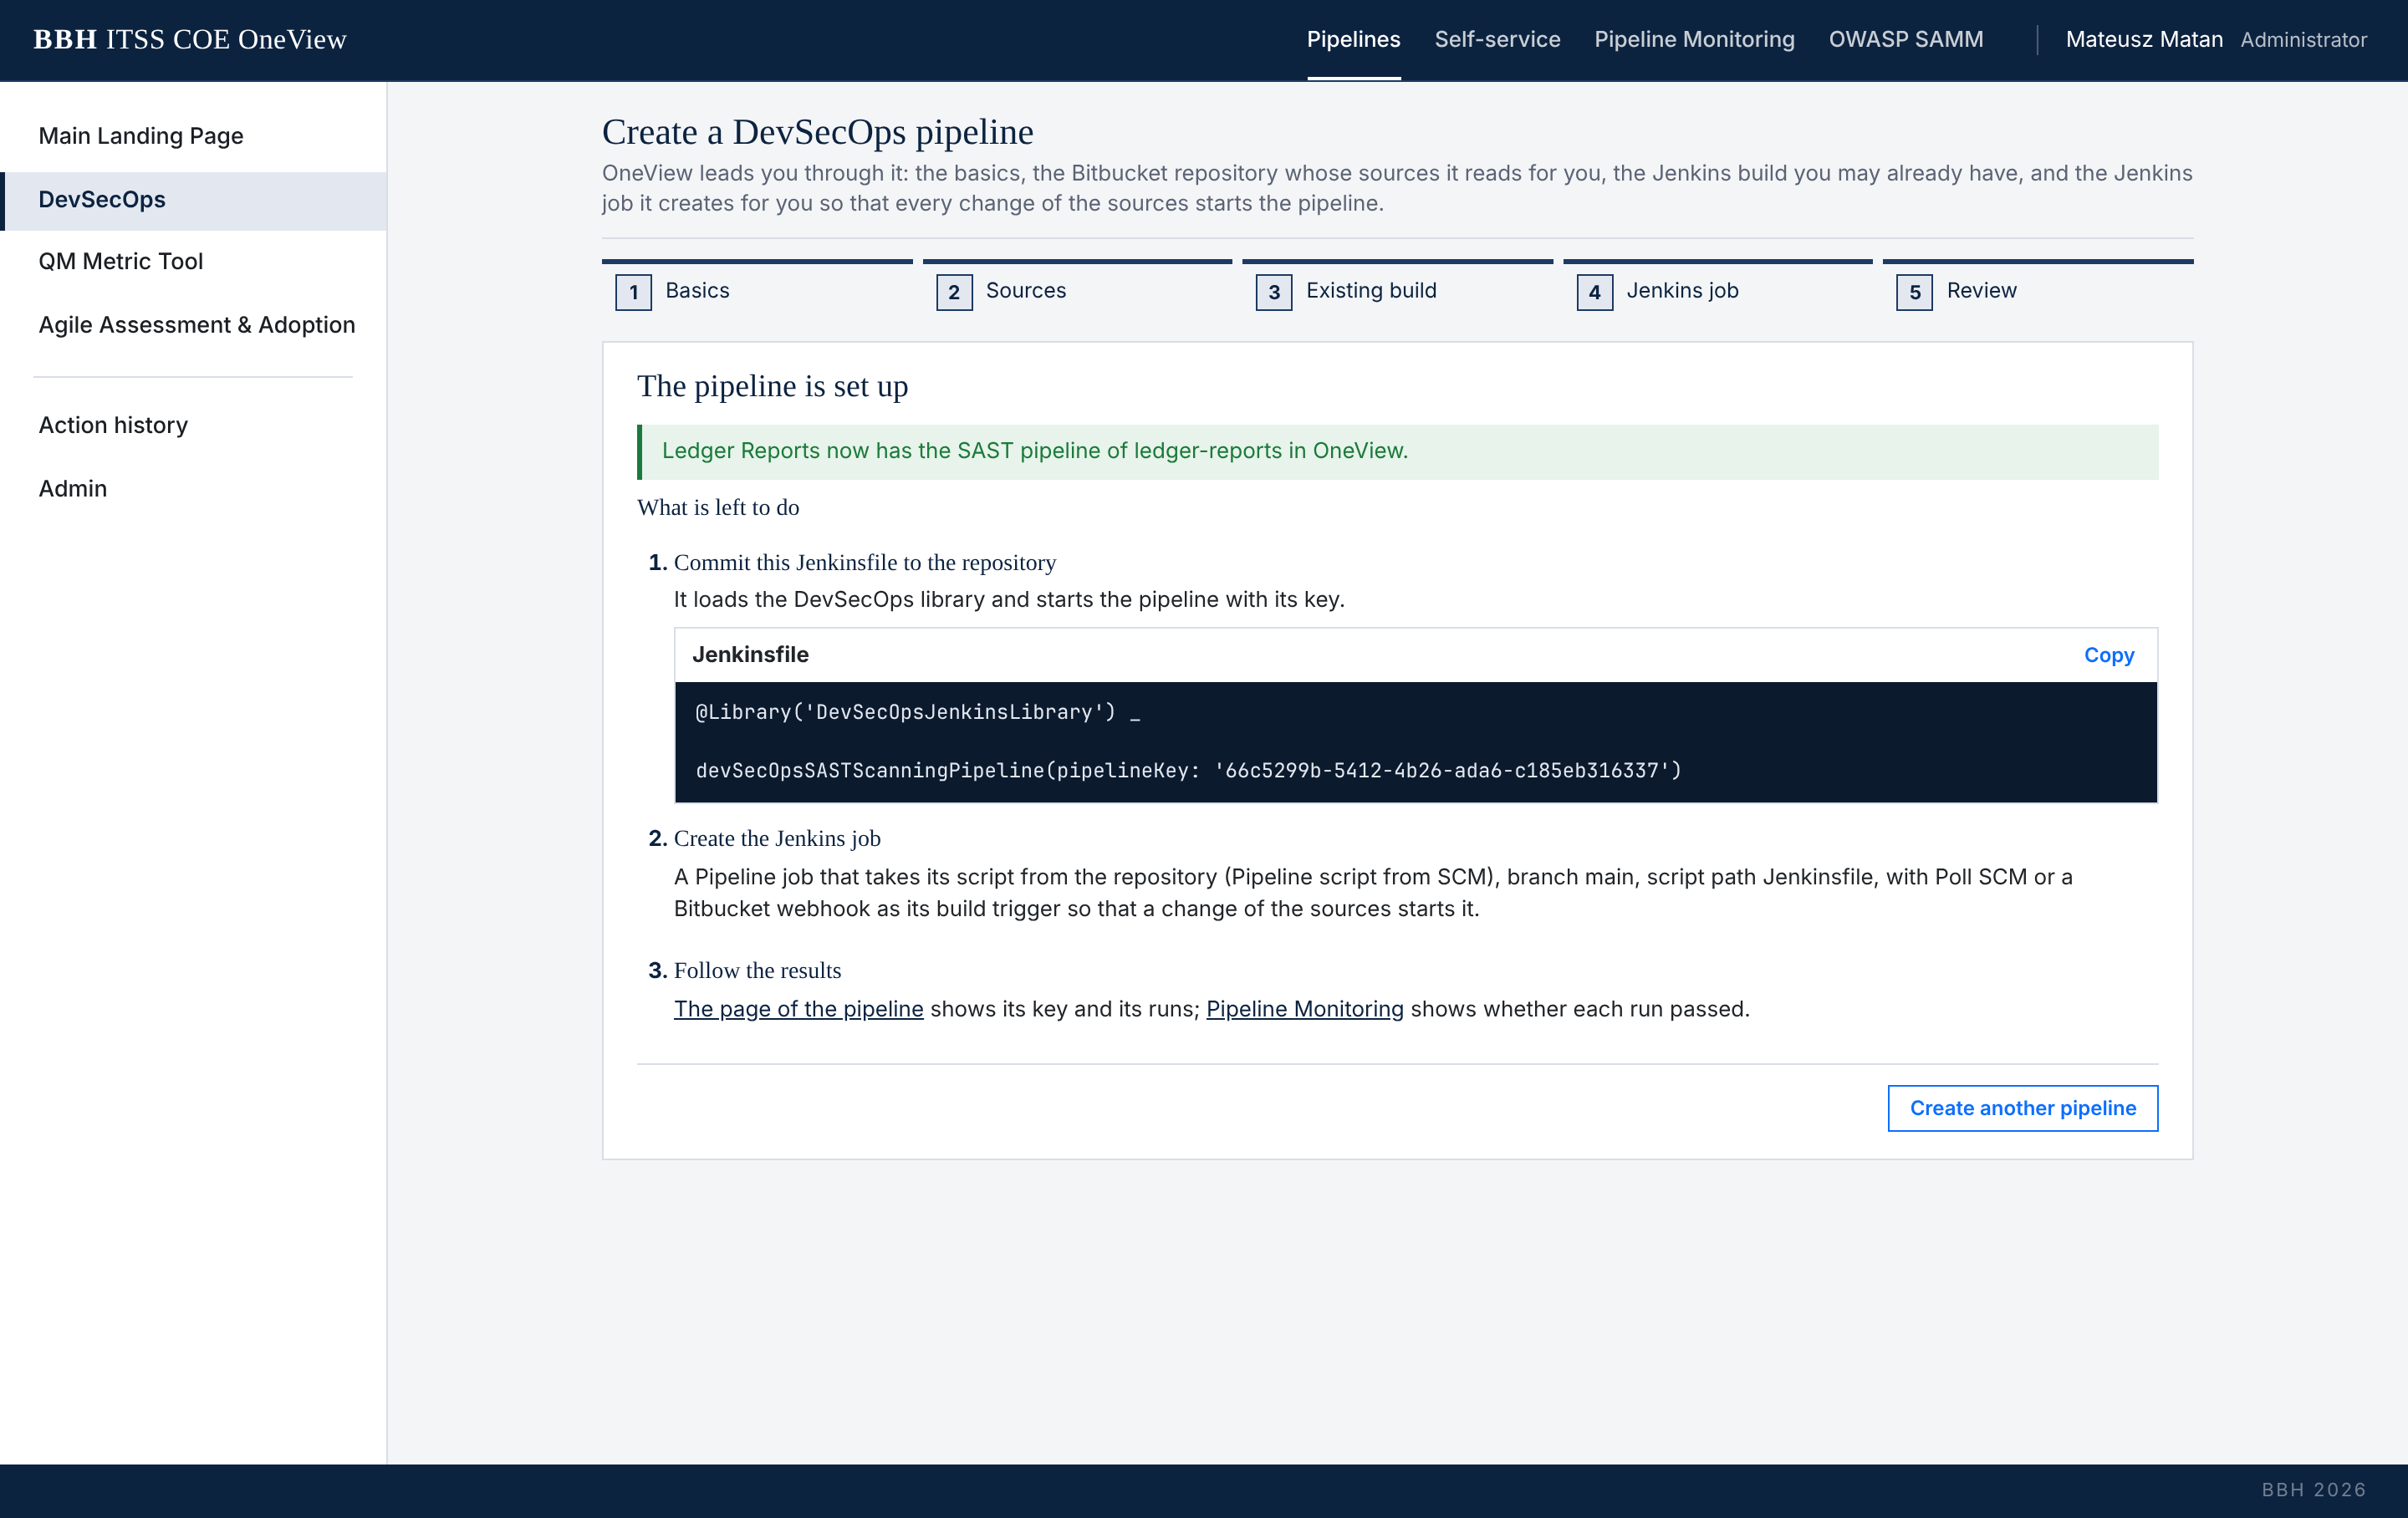 BBH ITSS COE OneView
Pipelines
Self-service
Pipeline Monitoring
OWASP SAMM
Mateusz Matan
Administrator
Main Landing Page
DevSecOps
QM Metric Tool
Agile Assessment & Adoption
Action history
Admin
Create a DevSecOps pipeline
OneView leads you through it: the basics, the Bitbucket repository whose sources it reads for you, the Jenkins build you may already have, and the Jenkins
job it creates for you so that every change of the sources starts the pipeline.
1 Basics
2 Sources
3 Existing build
4 Jenkins job
5 Review
The pipeline is set up
Ledger Reports now has the SAST pipeline of ledger-reports in OneView.
What is left to do
1. Commit this Jenkinsfile to the repository
It loads the DevSecOps library and starts the pipeline with its key.
Jenkinsfile
Copy
@Library('DevSecOpsJenkinsLibrary') _
devSecOpsSASTScanningPipeline(pipelineKey: '66c5299b-5412-4b26-ada6-c185eb316337')
2. Create the Jenkins job
A Pipeline job that takes its script from the repository (Pipeline script from SCM), branch main, script path Jenkinsfile, with Poll SCM or a
Bitbucket webhook as its build trigger so that a change of the sources starts it.
3. Follow the results
The page of the pipeline shows its key and its runs; Pipeline Monitoring shows whether each run passed.
Create another pipeline
BBH 2026